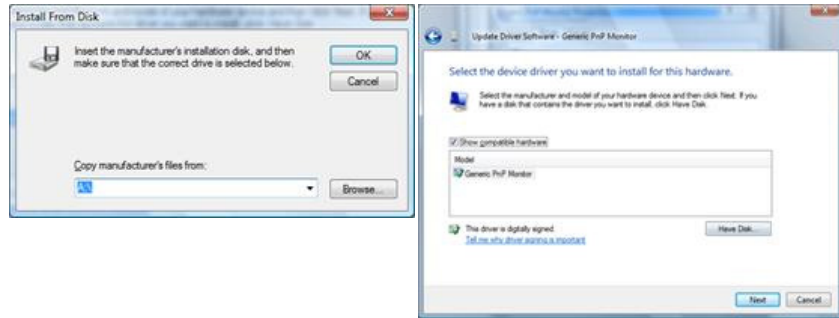 Install From Disk
Insert the manufacturer's installation disk, and then
make sure that the correct drive is selected below.
OK
Cancel
Copy manufacturer's files from:
A:\
Browse...
Update Driver Software - Generic PnP Monitor
Select the device driver you want to install for this hardware.
Select the manufacturer and model of your hardware device and then click Next. If you
have a disk that contains the driver you want to install, click Have Disk.
Show compatible hardware
Model
Generic PnP Monitor
This driver is digitally signed.
Tell me why driver signing is important
Have Disk...
Next
Cancel